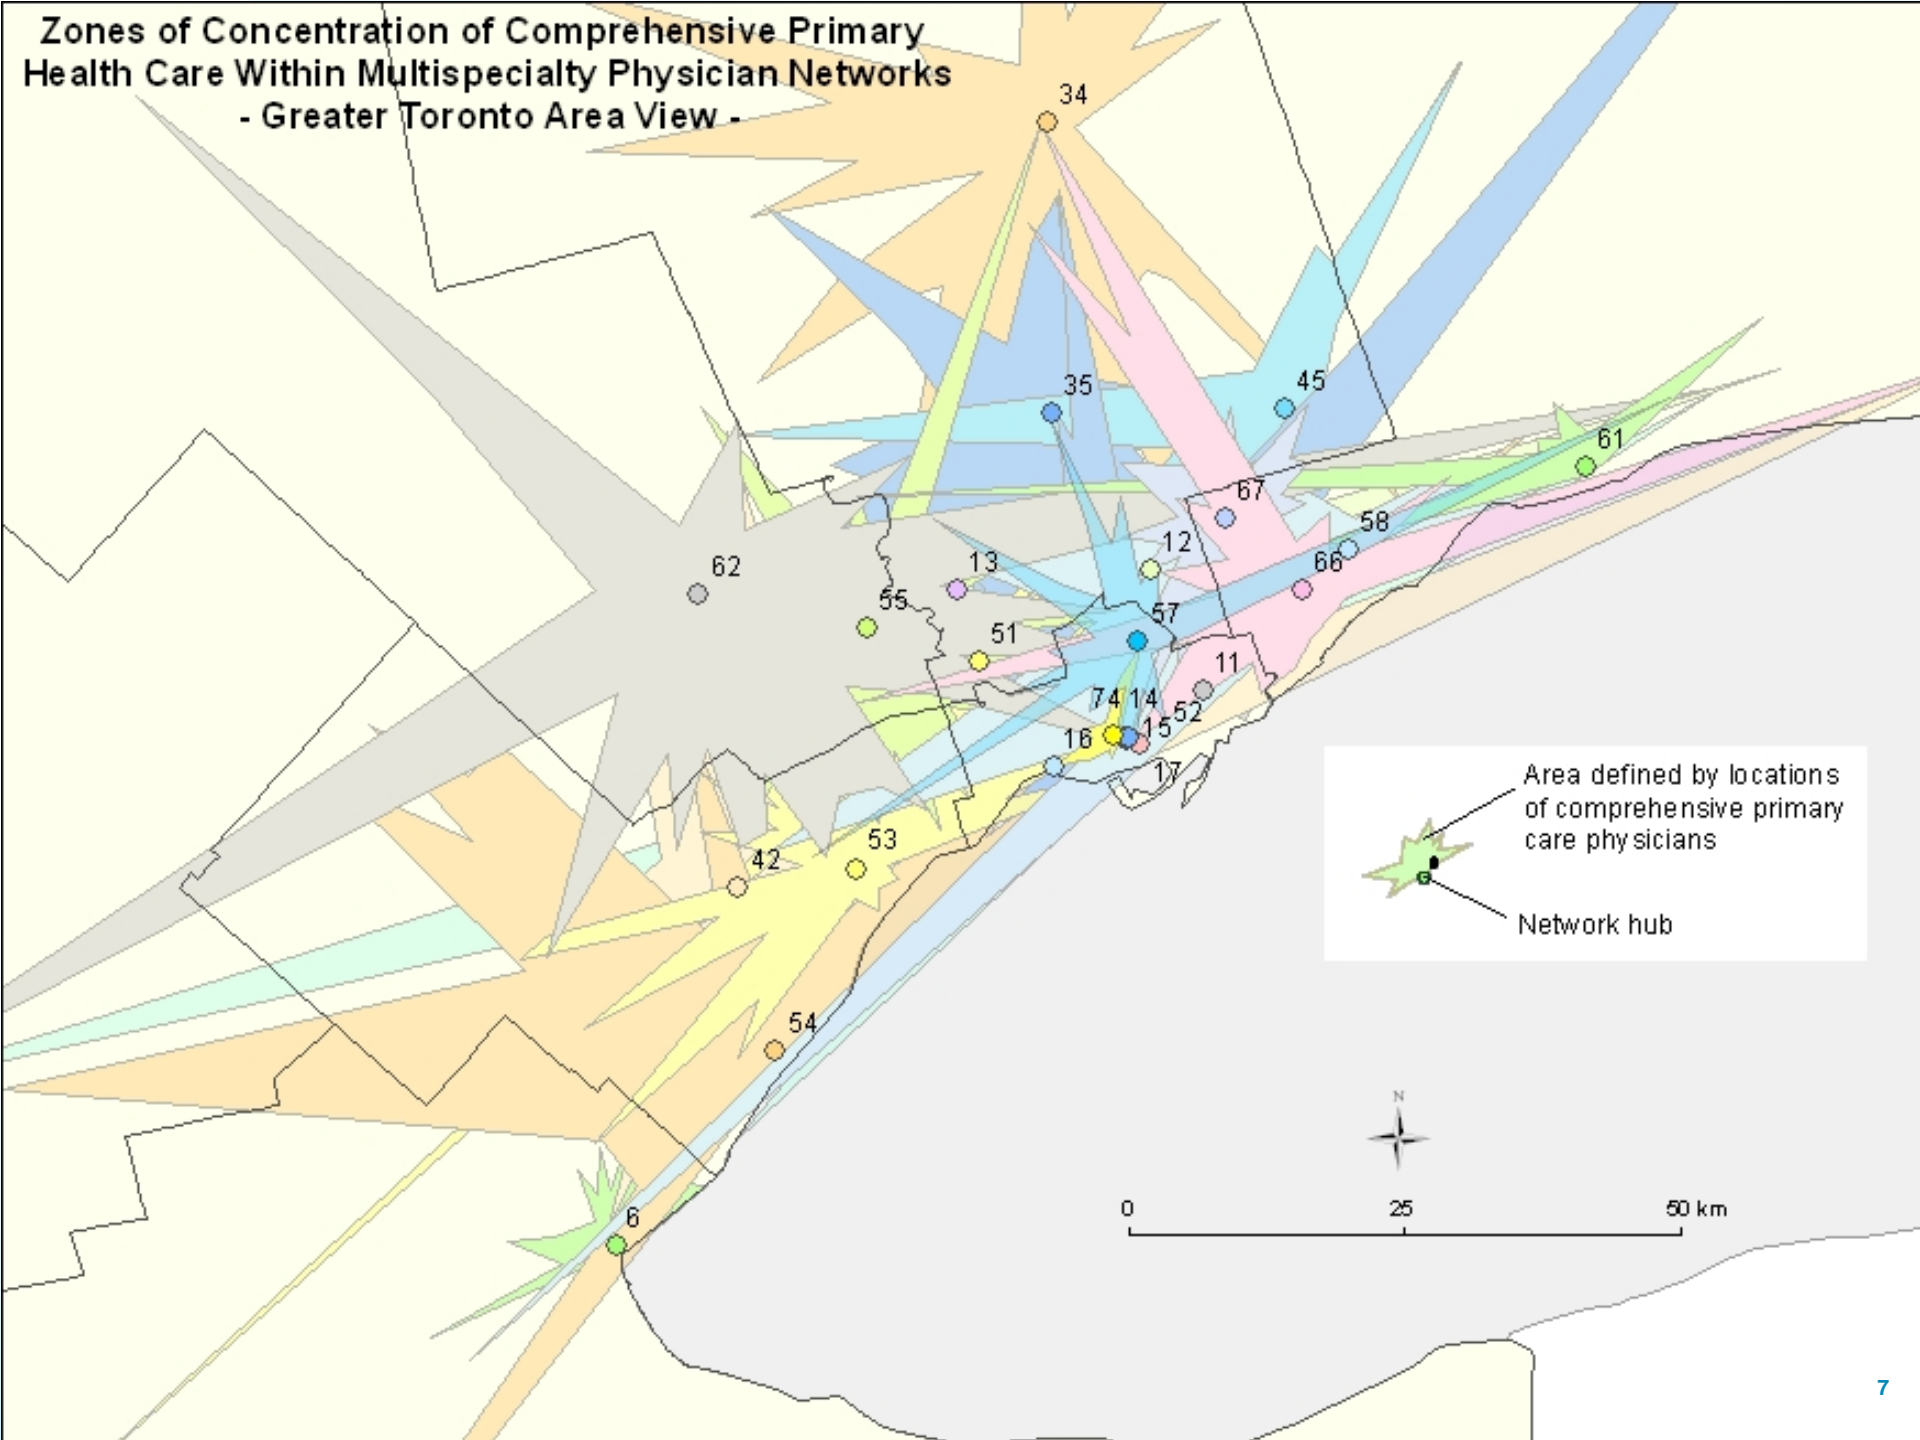 Zones of Concentration of Comprehensive Primary
Health Care Within Multispecialty Physician Networks
- Greater Toronto Area View -
34
35
45
61
67
58
12
13
66
62
55
57
51
11
74 14
52
15
16
17
53
42
54
6
Area defined by locations
of comprehensive primary
care physicians
Network hub
N
0 25 50 km
7